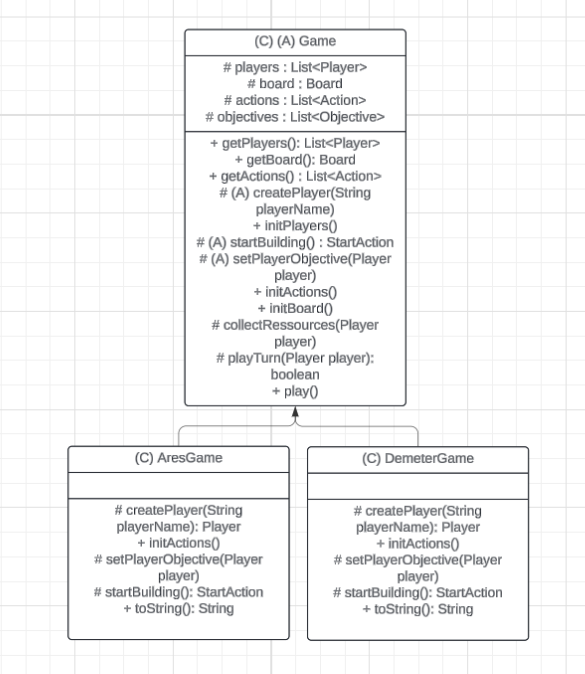 (C) (A) Game
# players : List<Player>
# board : Board
# actions : List<Action>
# objectives : List<Objective>
+ getPlayers(): List<Player>
+ getBoard(): Board
+ getActions() : List<Action>
# (A) createPlayer(String
playerName)
+ initPlayers()
# (A) startBuilding() : StartAction
# (A) setPlayerObjective(Player
player)
+ initActions()
+ initBoard()
# collectRessources(Player
player)
# playTurn(Player player):
boolean
+ play()
(C) AresGame
# createPlayer(String
playerName): Player
+ initActions()
# setPlayerObjective(Player
player)
# startBuilding(): StartAction
+ toString(): String
(C) DemeterGame
# createPlayer(String
playerName): Player
+ initActions()
# setPlayerObjective(Player
player)
# startBuilding(): StartAction
+ toString(): String